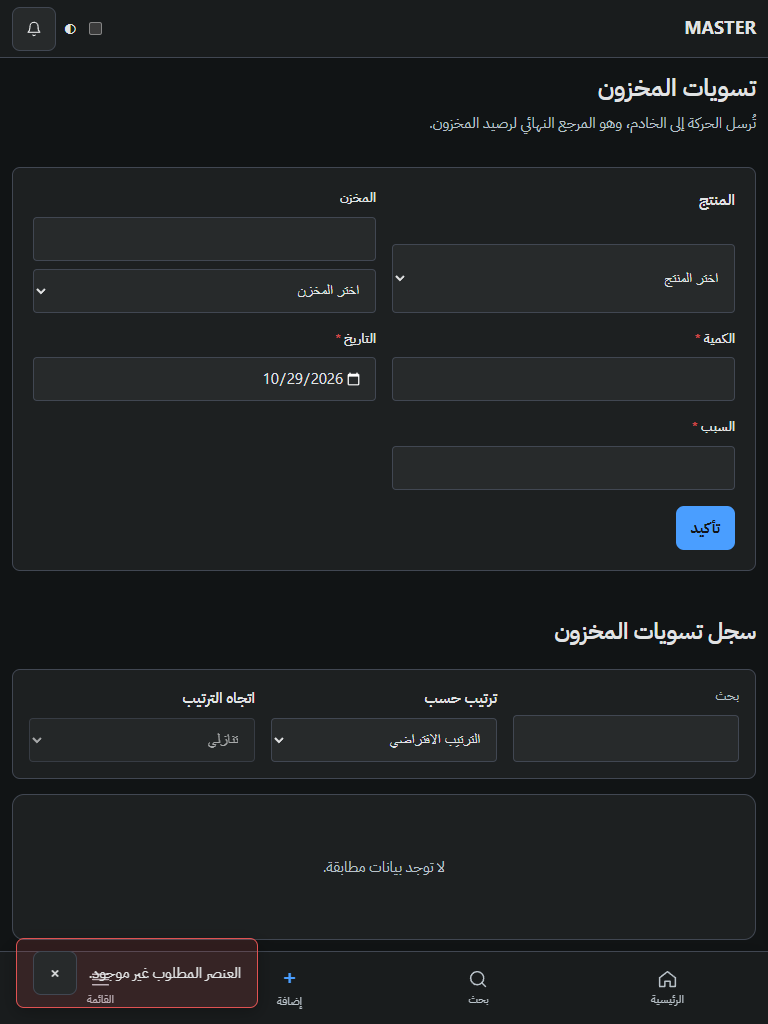 MASTER
تسويات المخزون
تُرسل الحركة إلى الخادم، وهو المرجع النهائي لرصيد المخزون.
المنتج
اختر المنتج
المخزن
اختر المخزن
الكمية *
التاريخ *
10/29/2026
السبب *
تأكيد
سجل تسويات المخزون
بحث
ترتيب حسب
الترتيب الافتراضي
اتجاه الترتيب
تنازلي
لا توجد بيانات مطابقة.
العنصر المطلوب غير موجود.
×
الرئيسية
بحث
إضافة
القائمة